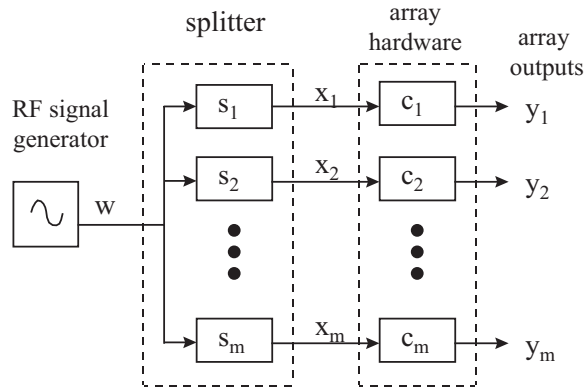 splitter
array
hardware
array
outputs
RF signal
generator
w
s1
x1
c1
y1
s2
x2
c2
y2
sm
xm
cm
ym